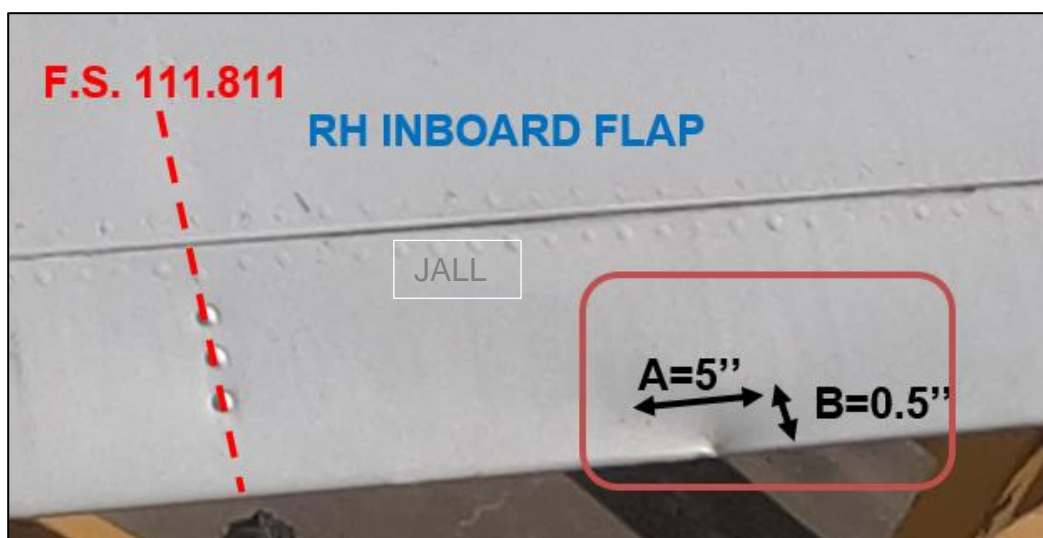 F.S. 111.811
RH INBOARD FLAP
JALL
A=5’’
B=0.5’’